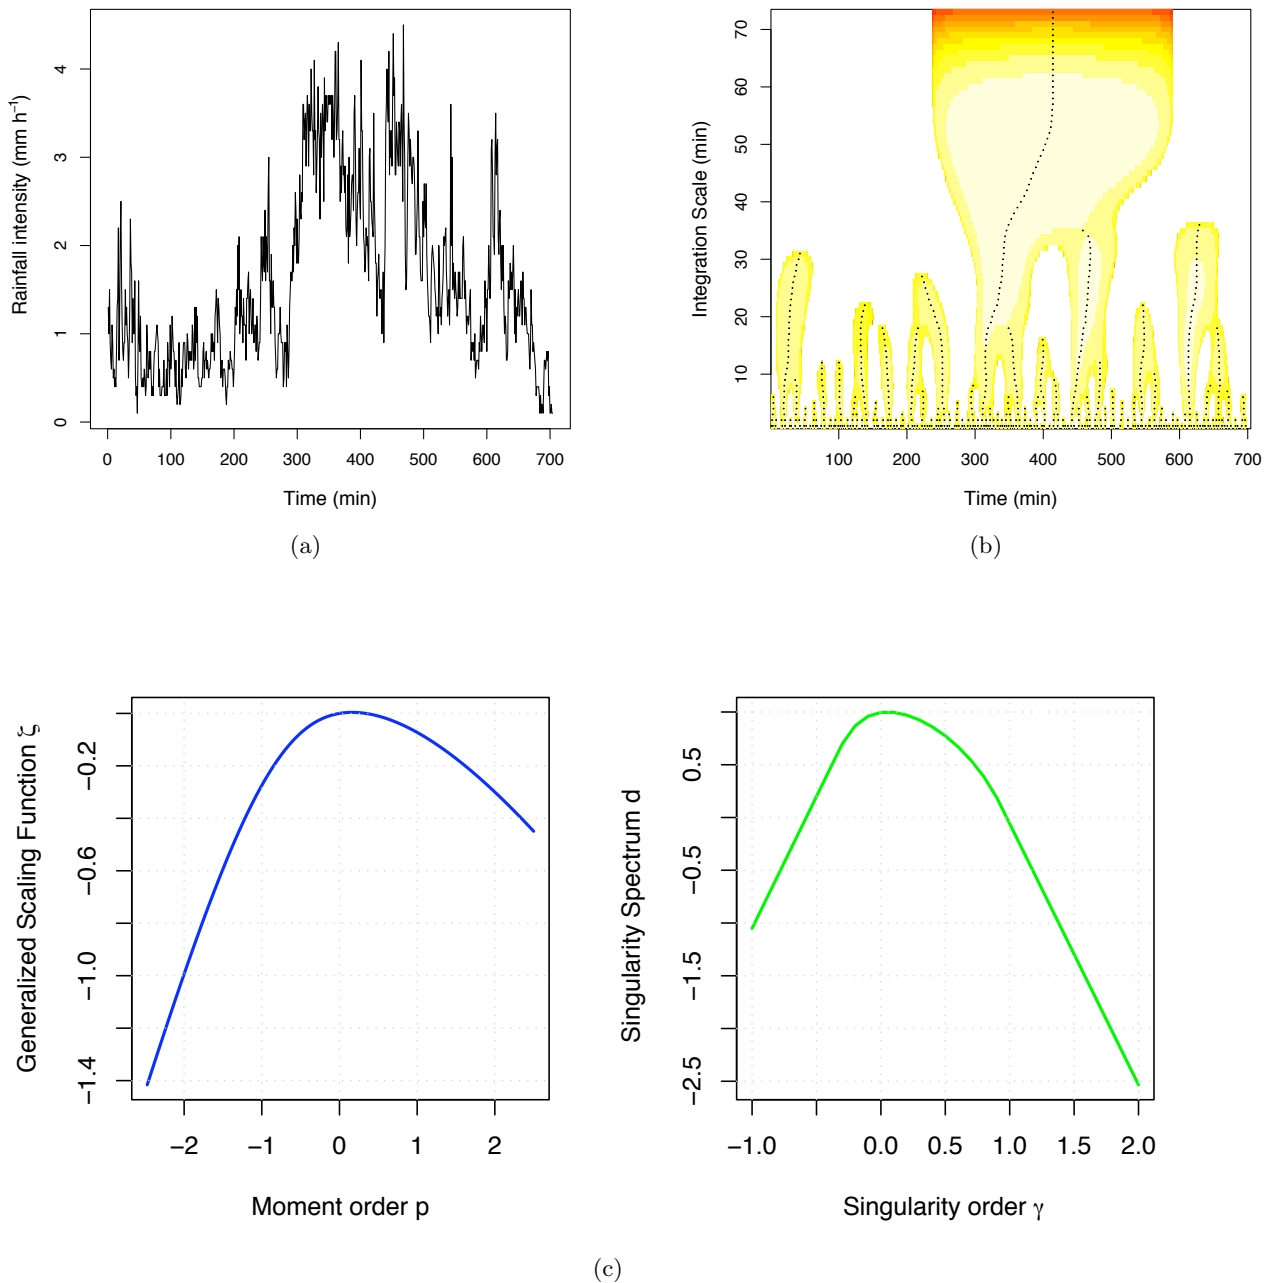 Rainfall intensity (mm h⁻¹)
4
3
2
1
0
0 100 200 300 400 500 600 700
Time (min)
(a)
Integration Scale (min)
70
60
50
40
30
20
10
100 200 300 400 500 600 700
Time (min)
(b)
Generalized Scaling Function ζ
−0.2
−0.6
−1.0
−1.4
−2 −1 0 1 2
Moment order p
Singularity Spectrum d
0.5
−0.5
−1.5
−2.5
−1.0 0.0 0.5 1.0 1.5 2.0
Singularity order γ
(c)